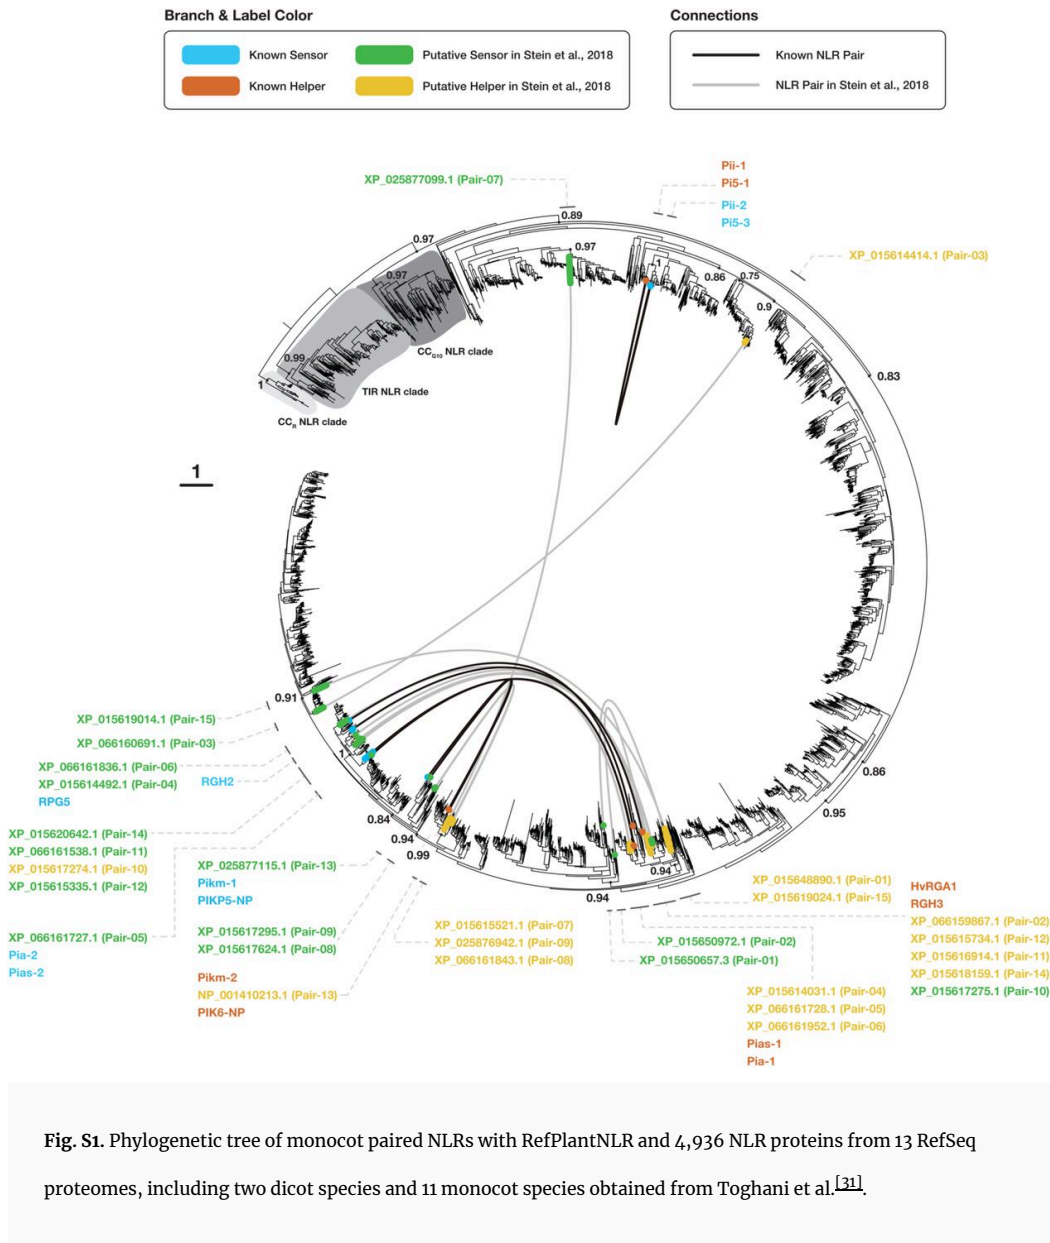 Branch & Label Color
Known Sensor
Putative Sensor in Stein et al., 2018
Known Helper
Putative Helper in Stein et al., 2018
Connections
Known NLR Pair
NLR Pair in Stein et al., 2018
Pii-1
Pi5-1
Pii-2
Pi5-3
XP_025877099.1 (Pair-07)
XP_015614414.1 (Pair-03)
0.89
0.97
0.97
0.97
1
0.86
0.75
0.9
0.83
0.99
1
CCG10 NLR clade
TIR NLR clade
CCR NLR clade
1
0.91
XP_015619014.1 (Pair-15)
XP_066160691.1 (Pair-03)
XP_066161836.1 (Pair-06)
XP_015614492.1 (Pair-04)
RPG5
RGH2
1
0.86
0.95
0.84
0.94
0.99
0.94
0.94
XP_015620642.1 (Pair-14)
XP_066161538.1 (Pair-11)
XP_015617274.1 (Pair-10)
XP_015615335.1 (Pair-12)
XP_066161727.1 (Pair-05)
Pia-2
Pias-2
XP_025877115.1 (Pair-13)
Pikm-1
PIKP5-NP
XP_015617295.1 (Pair-09)
XP_015617624.1 (Pair-08)
Pikm-2
NP_001410213.1 (Pair-13)
PIK6-NP
XP_015615521.1 (Pair-07)
XP_025876942.1 (Pair-09)
XP_066161843.1 (Pair-08)
XP_015650972.1 (Pair-02)
XP_015650657.3 (Pair-01)
XP_015648890.1 (Pair-01)
XP_015619024.1 (Pair-15)
HvRGA1
RGH3
XP_066159867.1 (Pair-02)
XP_015615734.1 (Pair-12)
XP_015616914.1 (Pair-11)
XP_015618159.1 (Pair-14)
XP_015617275.1 (Pair-10)
XP_015614031.1 (Pair-04)
XP_066161728.1 (Pair-05)
XP_066161952.1 (Pair-06)
Pias-1
Pia-1
Fig. S1. Phylogenetic tree of monocot paired NLRs with RefPlantNLR and 4,936 NLR proteins from 13 RefSeq
proteomes, including two dicot species and 11 monocot species obtained from Toghani et al.[31].